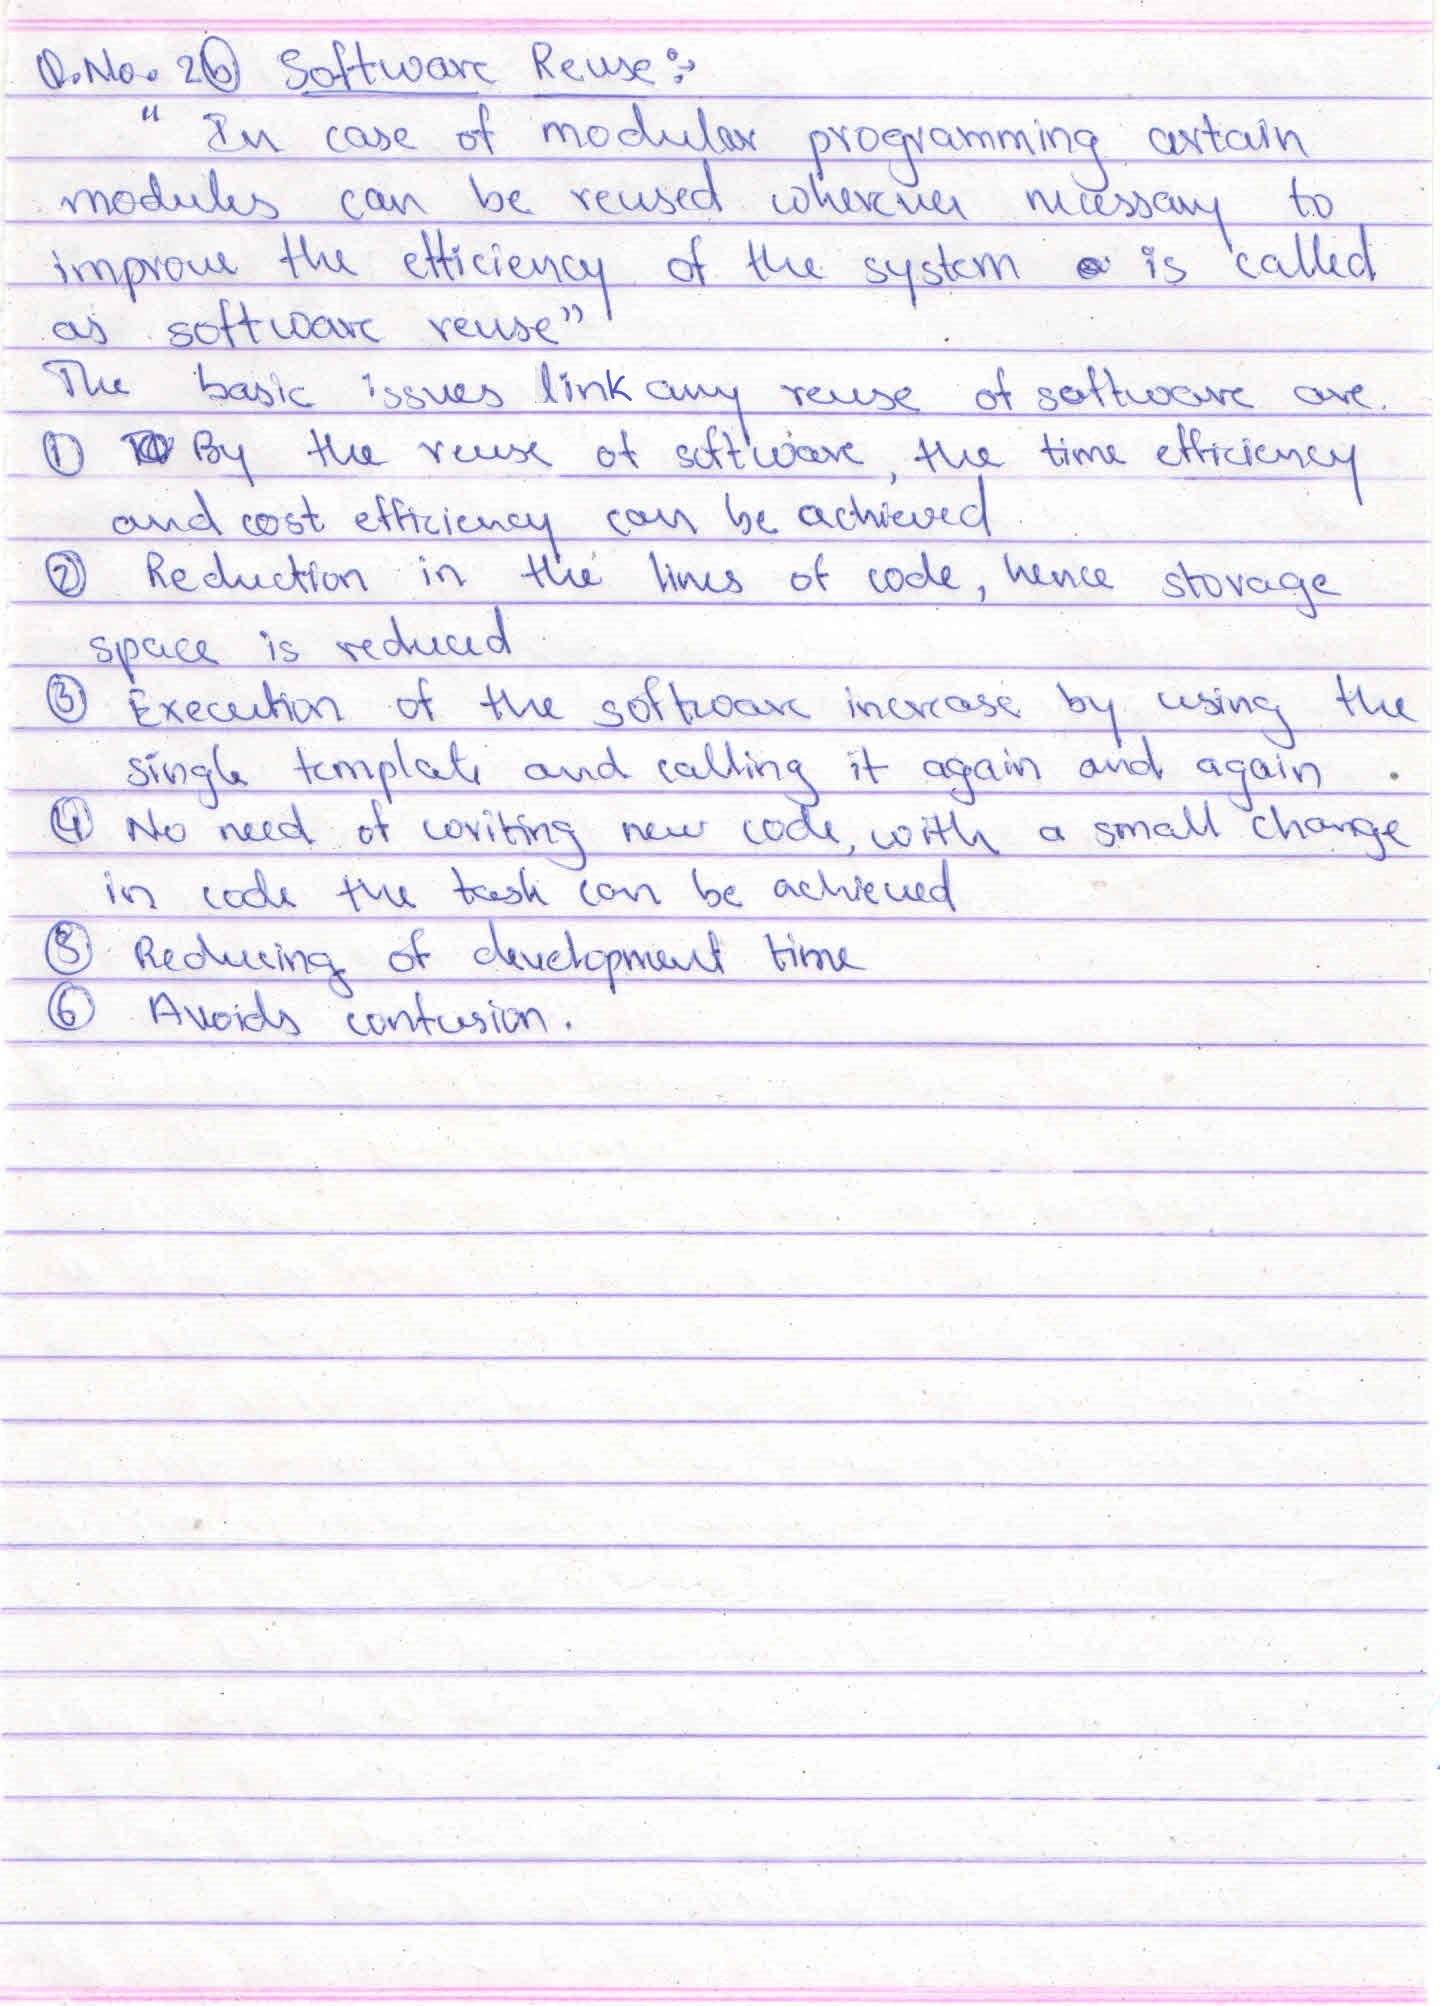 Q.No. 2(b) Software Reuse:-
" In case of modular programming certain
modules can be reused wherever necessary to
improve the efficiency of the system is called
as software reuse"
The basic issues link any reuse of software are.
① By the reuse of software, the time efficiency
and cost efficiency can be achieved
② Reduction in the lines of code, hence storage
space is reduced
③ Execution of the software increase by using the
single template and calling it again and again .
④ No need of writing new code, with a small change
in code the task can be achieved
⑤ Reducing of development time
⑥ Avoids confusion.